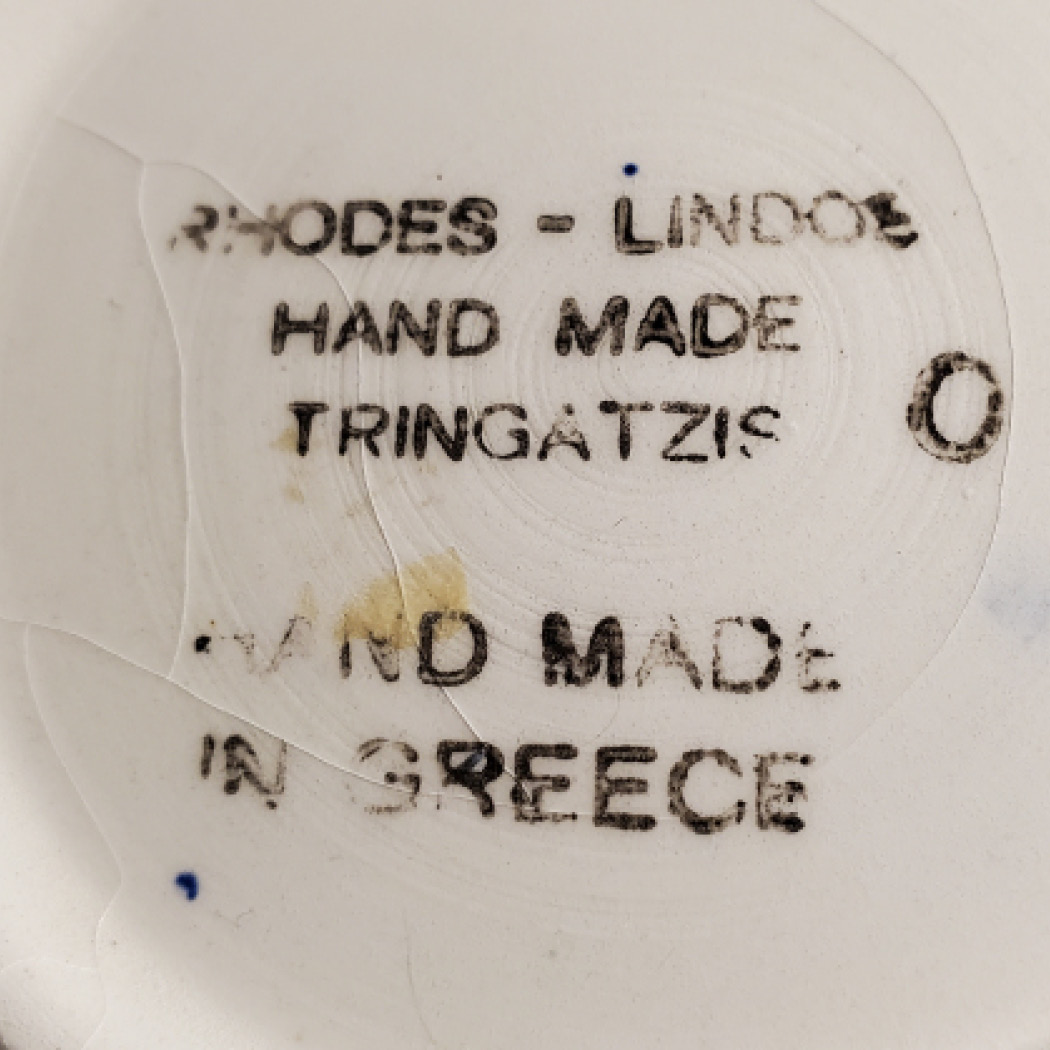 RHODES - LINDOS
HAND MADE
TRINGATZIS
O
HAND MADE
IN GREECE